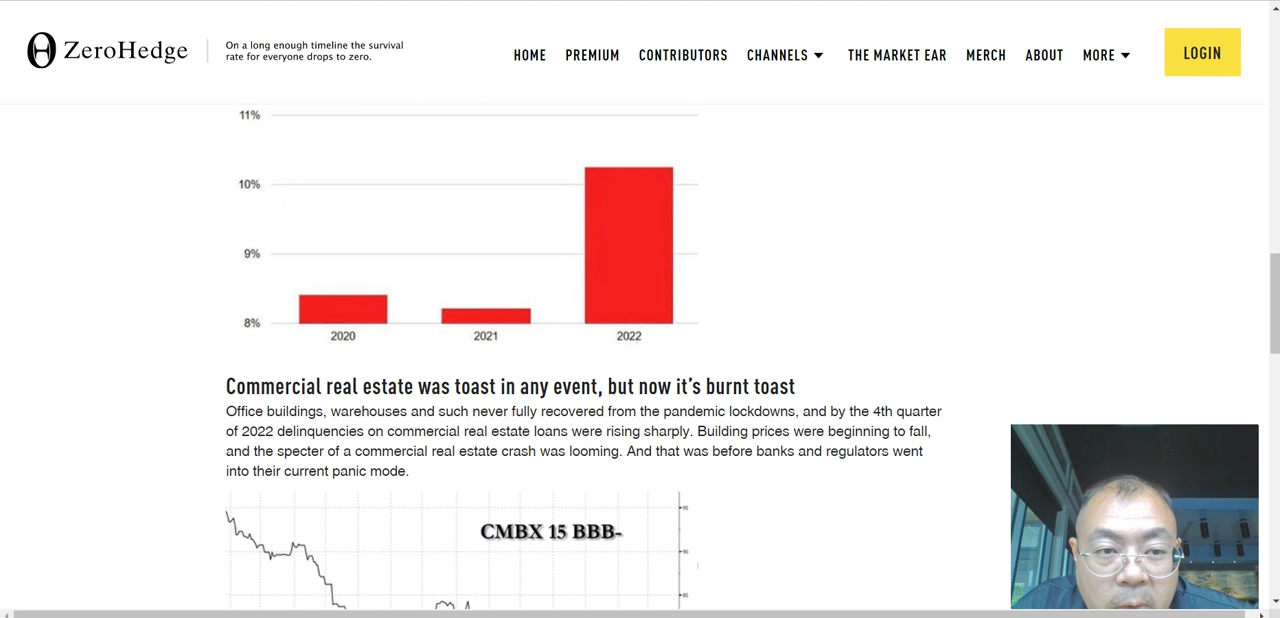 ZeroHedge
On a long enough timeline the survival
rate for everyone drops to zero.
HOME PREMIUM CONTRIBUTORS CHANNELS THE MARKET EAR MERCH ABOUT MORE LOGIN
11%
10%
9%
8%
2020 2021 2022
Commercial real estate was toast in any event, but now it's burnt toast
Office buildings, warehouses and such never fully recovered from the pandemic lockdowns, and by the 4th quarter
of 2022 delinquencies on commercial real estate loans were rising sharply. Building prices were beginning to fall,
and the specter of a commercial real estate crash was looming. And that was before banks and regulators went
into their current panic mode.
CMBX 15 BBB-
95
90
85